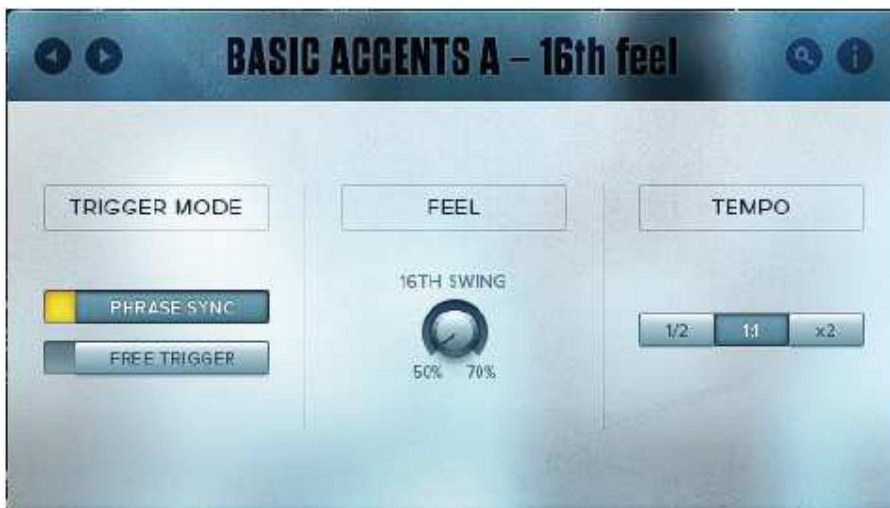 BASIC ACCENTS A – 16th feel
TRIGGER MODE
PHRASE SYNC
FREE TRIGGER
FEEL
16TH SWING
50% 70%
TEMPO
1/2 1:1 x2